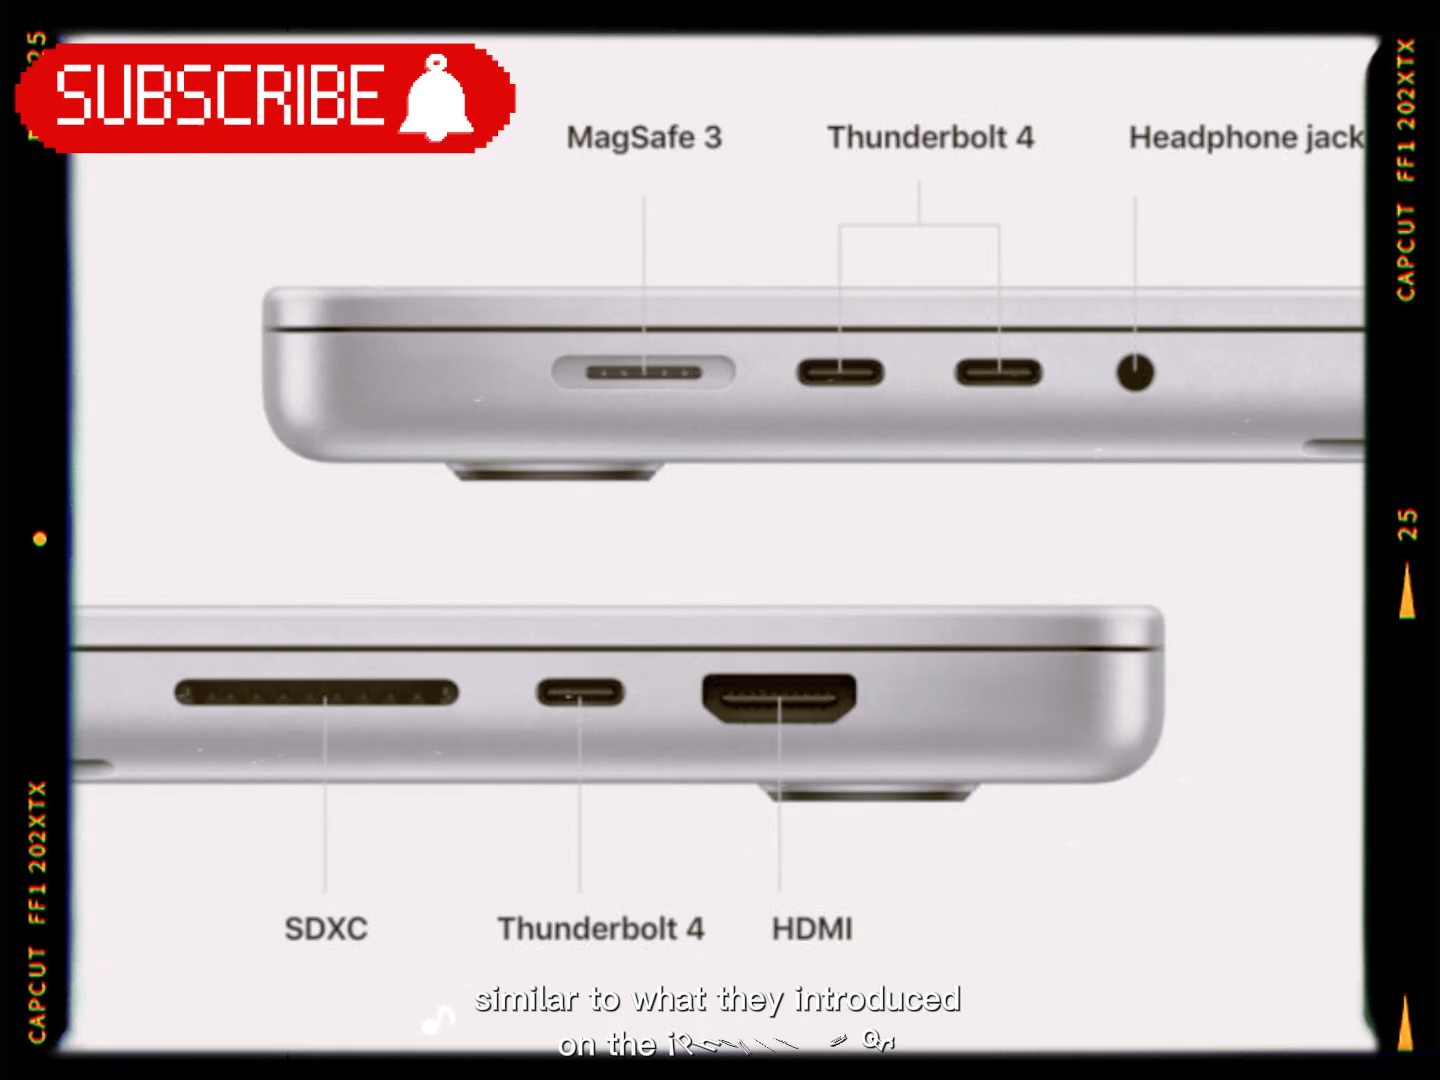 SUBSCRIBE
MagSafe 3
Thunderbolt 4
Headphone jack
SDXC
Thunderbolt 4
HDMI
similar to what they introduced
on the
CAPCUT FF1 202XTX
25
CAPCUT FF1 202XTX
25